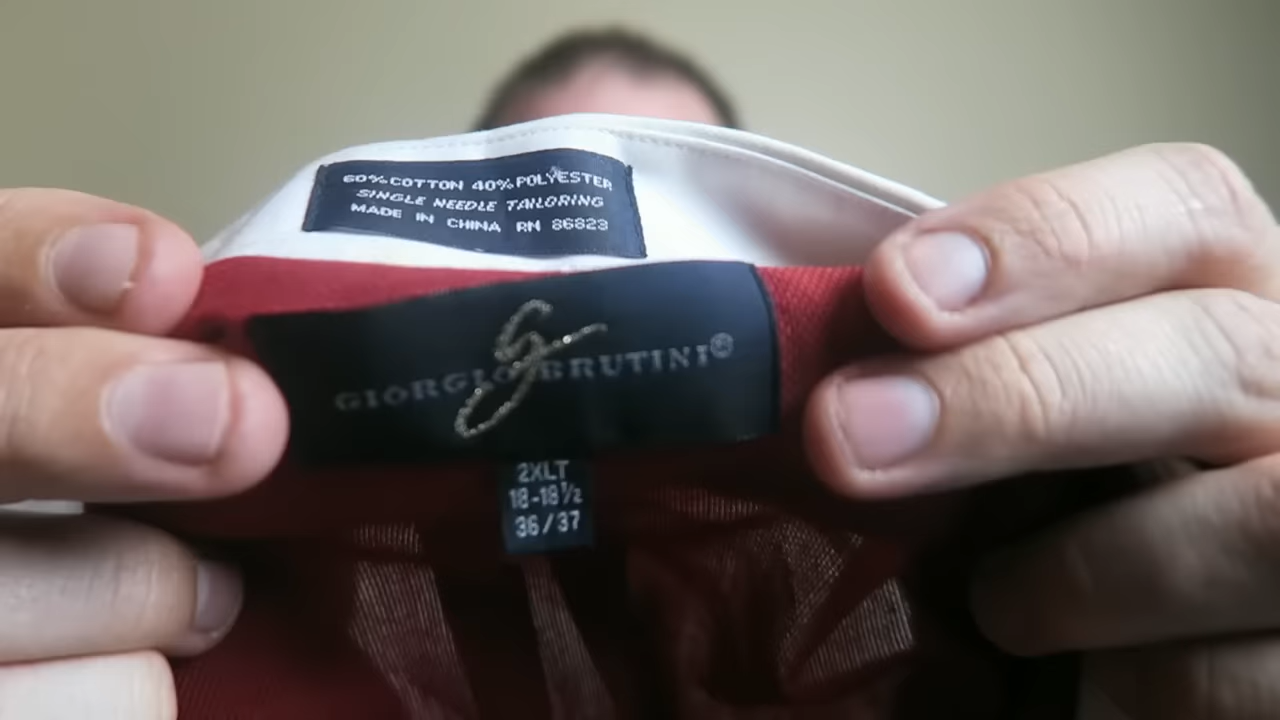 60% COTTON 40% POLYESTER
SINGLE NEEDLE TAILORING
MADE IN CHINA RN 86823
GIORGIO BRUTINI®
2XLT
18-18½
36/37